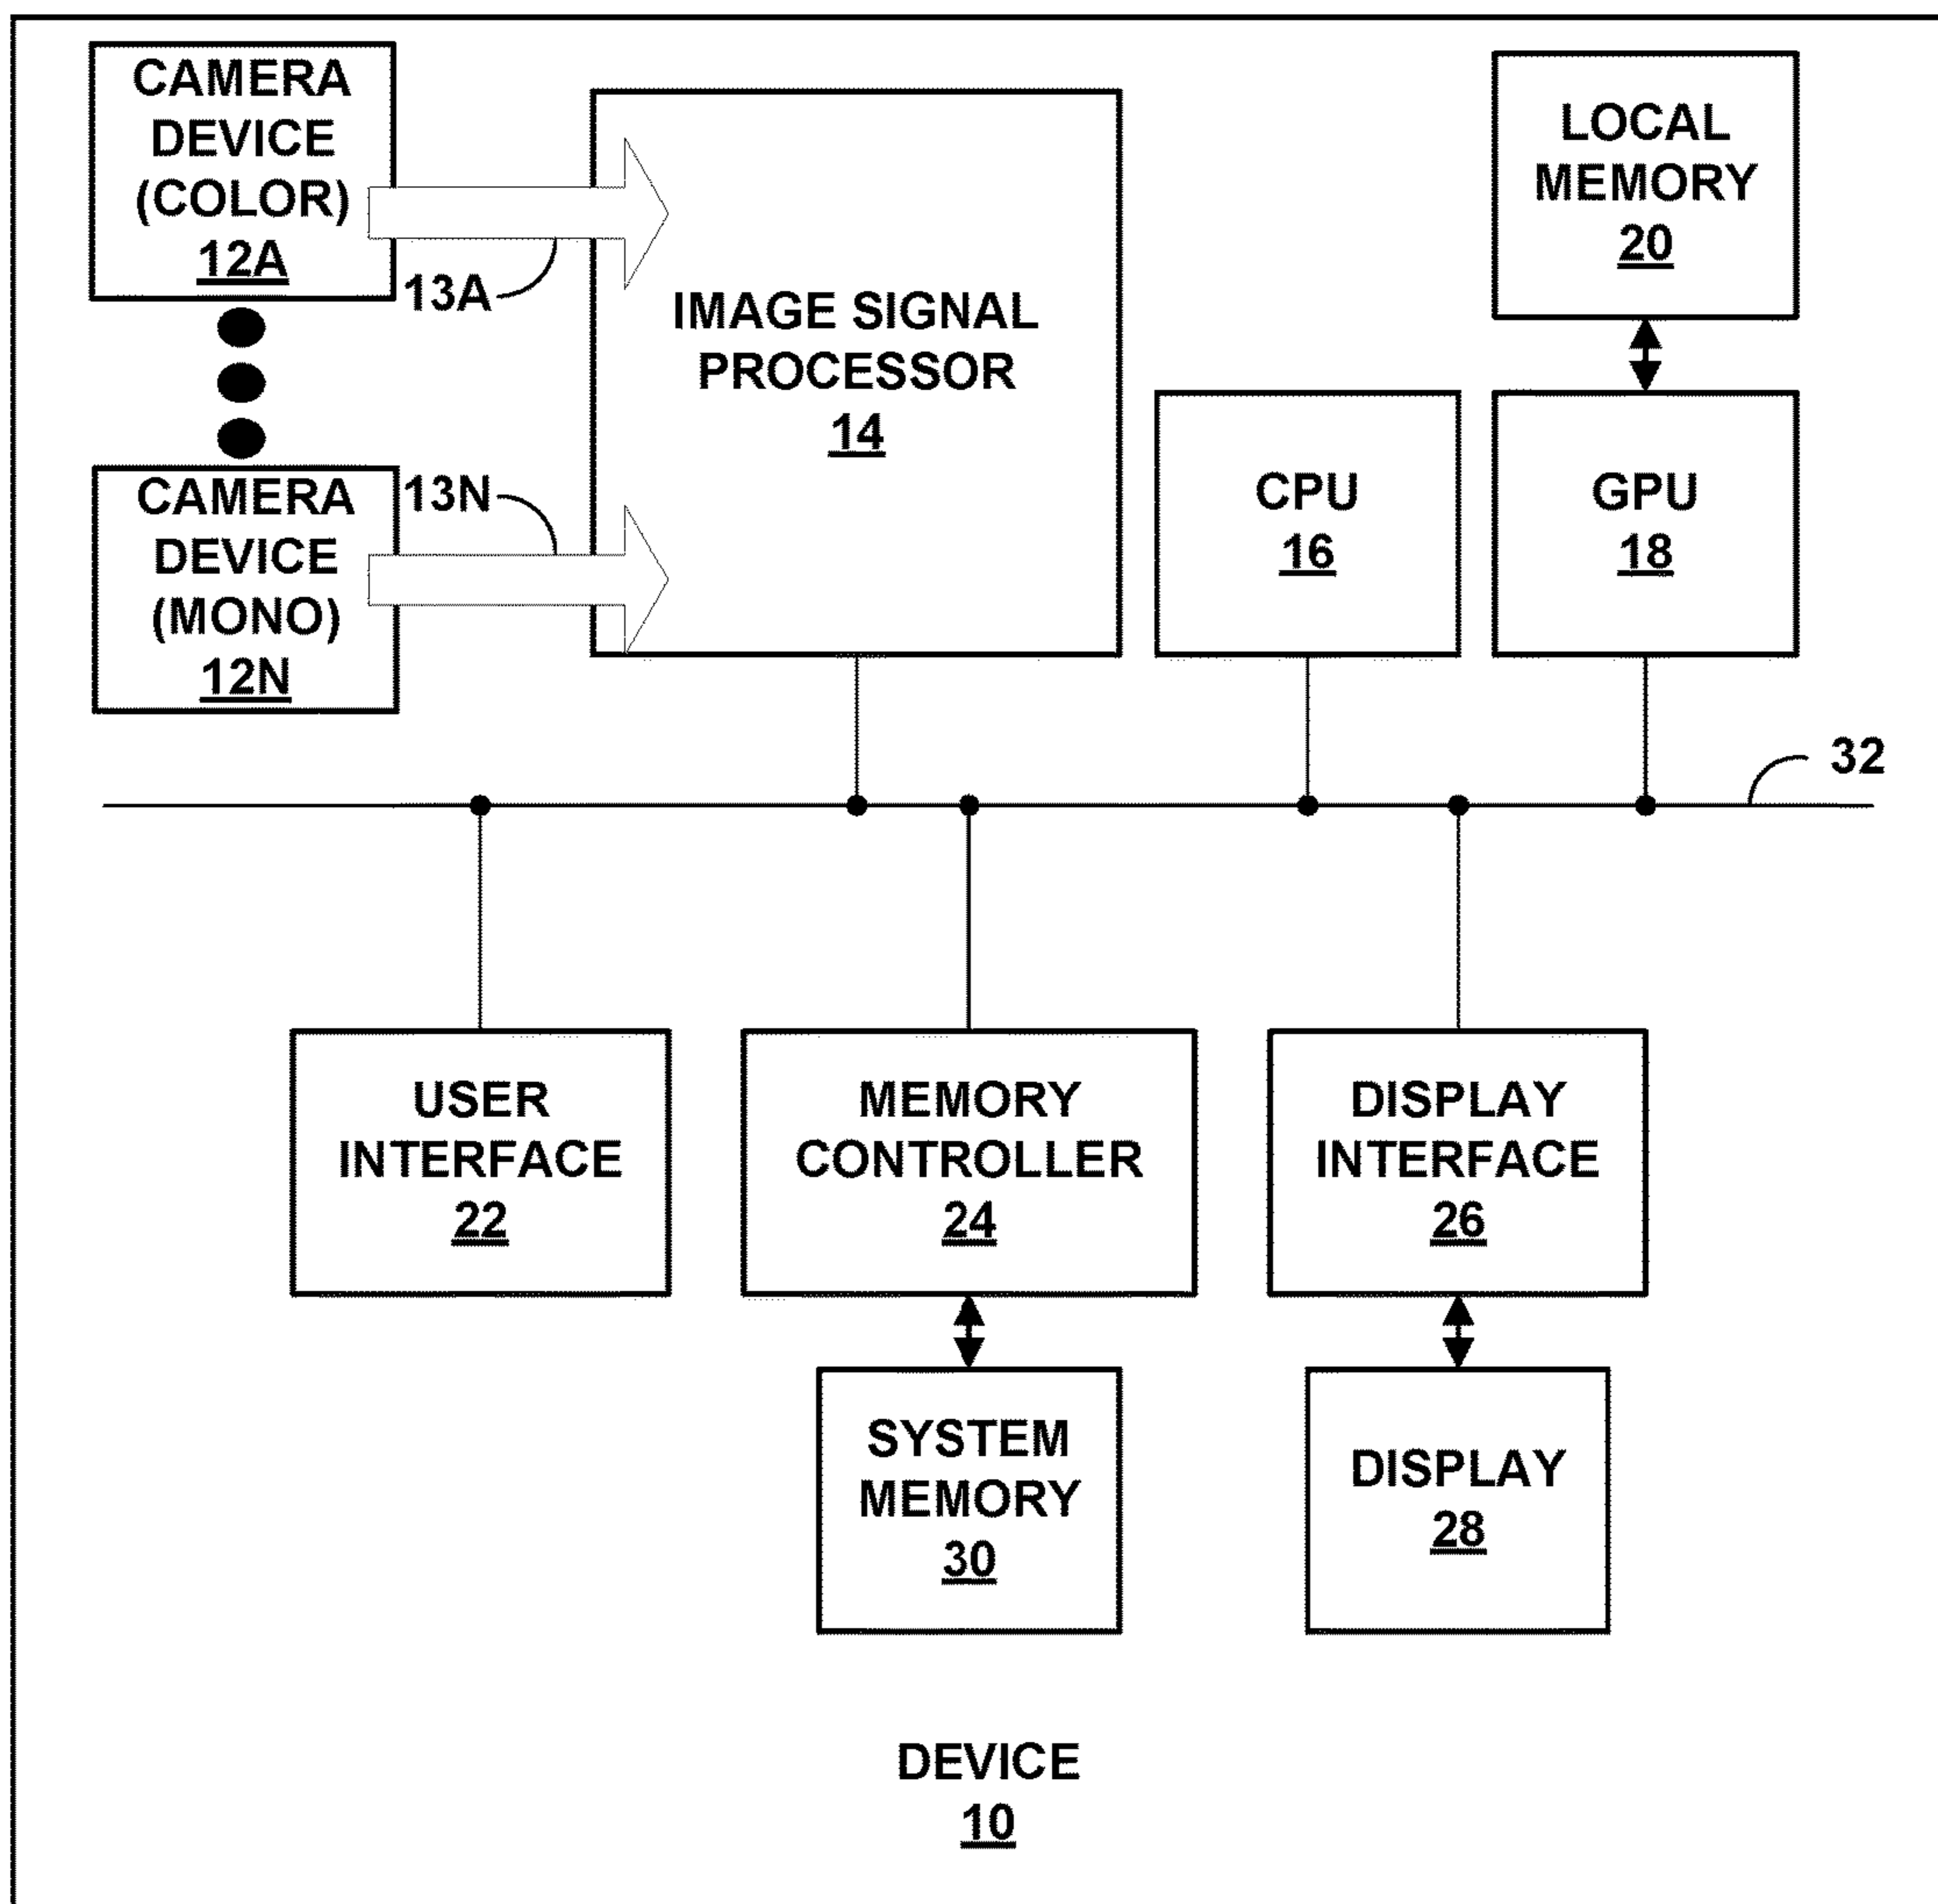 CAMERA
DEVICE
(COLOR)
12A
13A
IMAGE SIGNAL
PROCESSOR
14
LOCAL
MEMORY
20
CAMERA
DEVICE
(MONO)
12N
13N
CPU
16
GPU
18
32
USER
INTERFACE
22
MEMORY
CONTROLLER
24
DISPLAY
INTERFACE
26
SYSTEM
MEMORY
30
DISPLAY
28
DEVICE
10